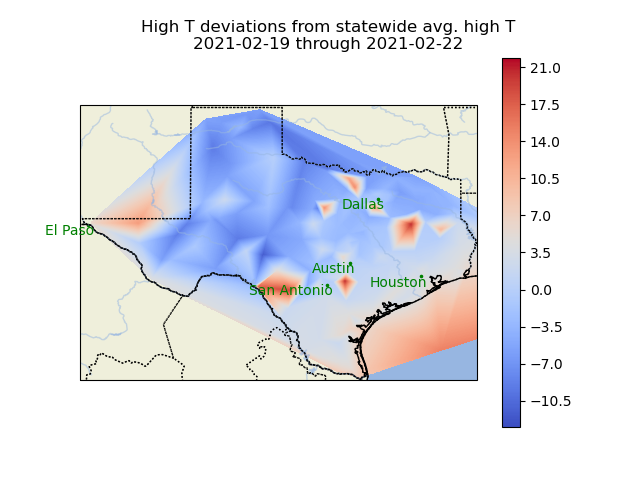 High T deviations from statewide avg. high T
2021-02-19 through 2021-02-22
21.0
17.5
14.0
10.5
7.0
3.5
0.0
−3.5
−7.0
−10.5
Dallas
El Paso
Austin
San Antonio
Houston